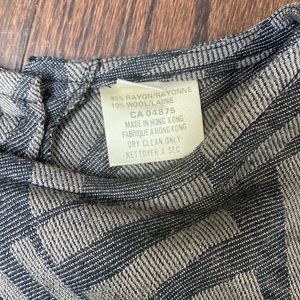 90% RAYON/RAYONNE
10% WOOL/LAINE
CA 04875
MADE IN HONG KONG
FABRIQUE A HONG KONG
DRY CLEAN ONLY
NETTOYER A SEC